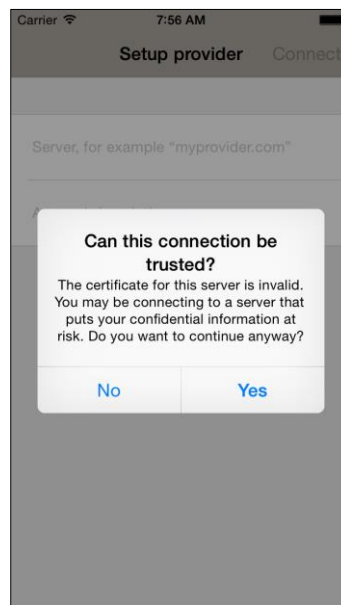 Carrier 7:56 AM
Setup provider Connect
Server, for example “myprovider.com”
Can this connection be
trusted?
The certificate for this server is invalid.
You may be connecting to a server that
puts your confidential information at
risk. Do you want to continue anyway?
No Yes